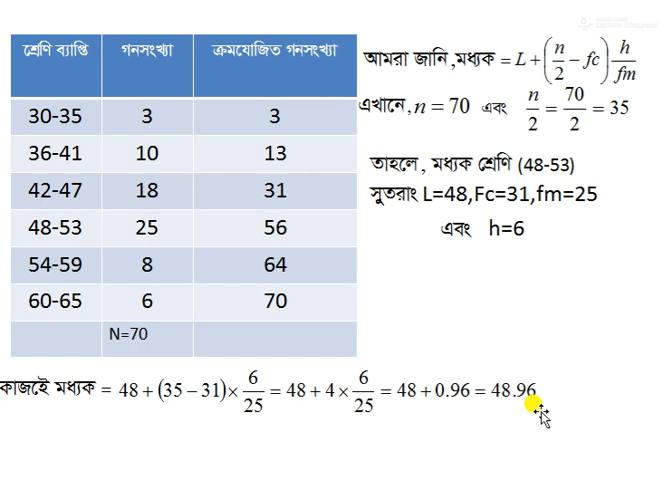 শ্রেণি ব্যাপ্তি গনসংখ্যা ক্রমযোজিত গনসংখ্যা
30-35 3 3
36-41 10 13
42-47 18 31
48-53 25 56
54-59 8 64
60-65 6 70
N=70
আমরা জানি ,মধ্যক = L + (n/2 − fc) h/fm
এখানে, n = 70 এবং n/2 = 70/2 = 35
তাহলে , মধ্যক শ্রেণি (48-53)
সুতরাং L=48,Fc=31,fm=25
এবং h=6
কাজেই মধ্যক = 48 + (35 − 31) × 6/25 = 48 + 4 × 6/25 = 48 + 0.96 = 48.96